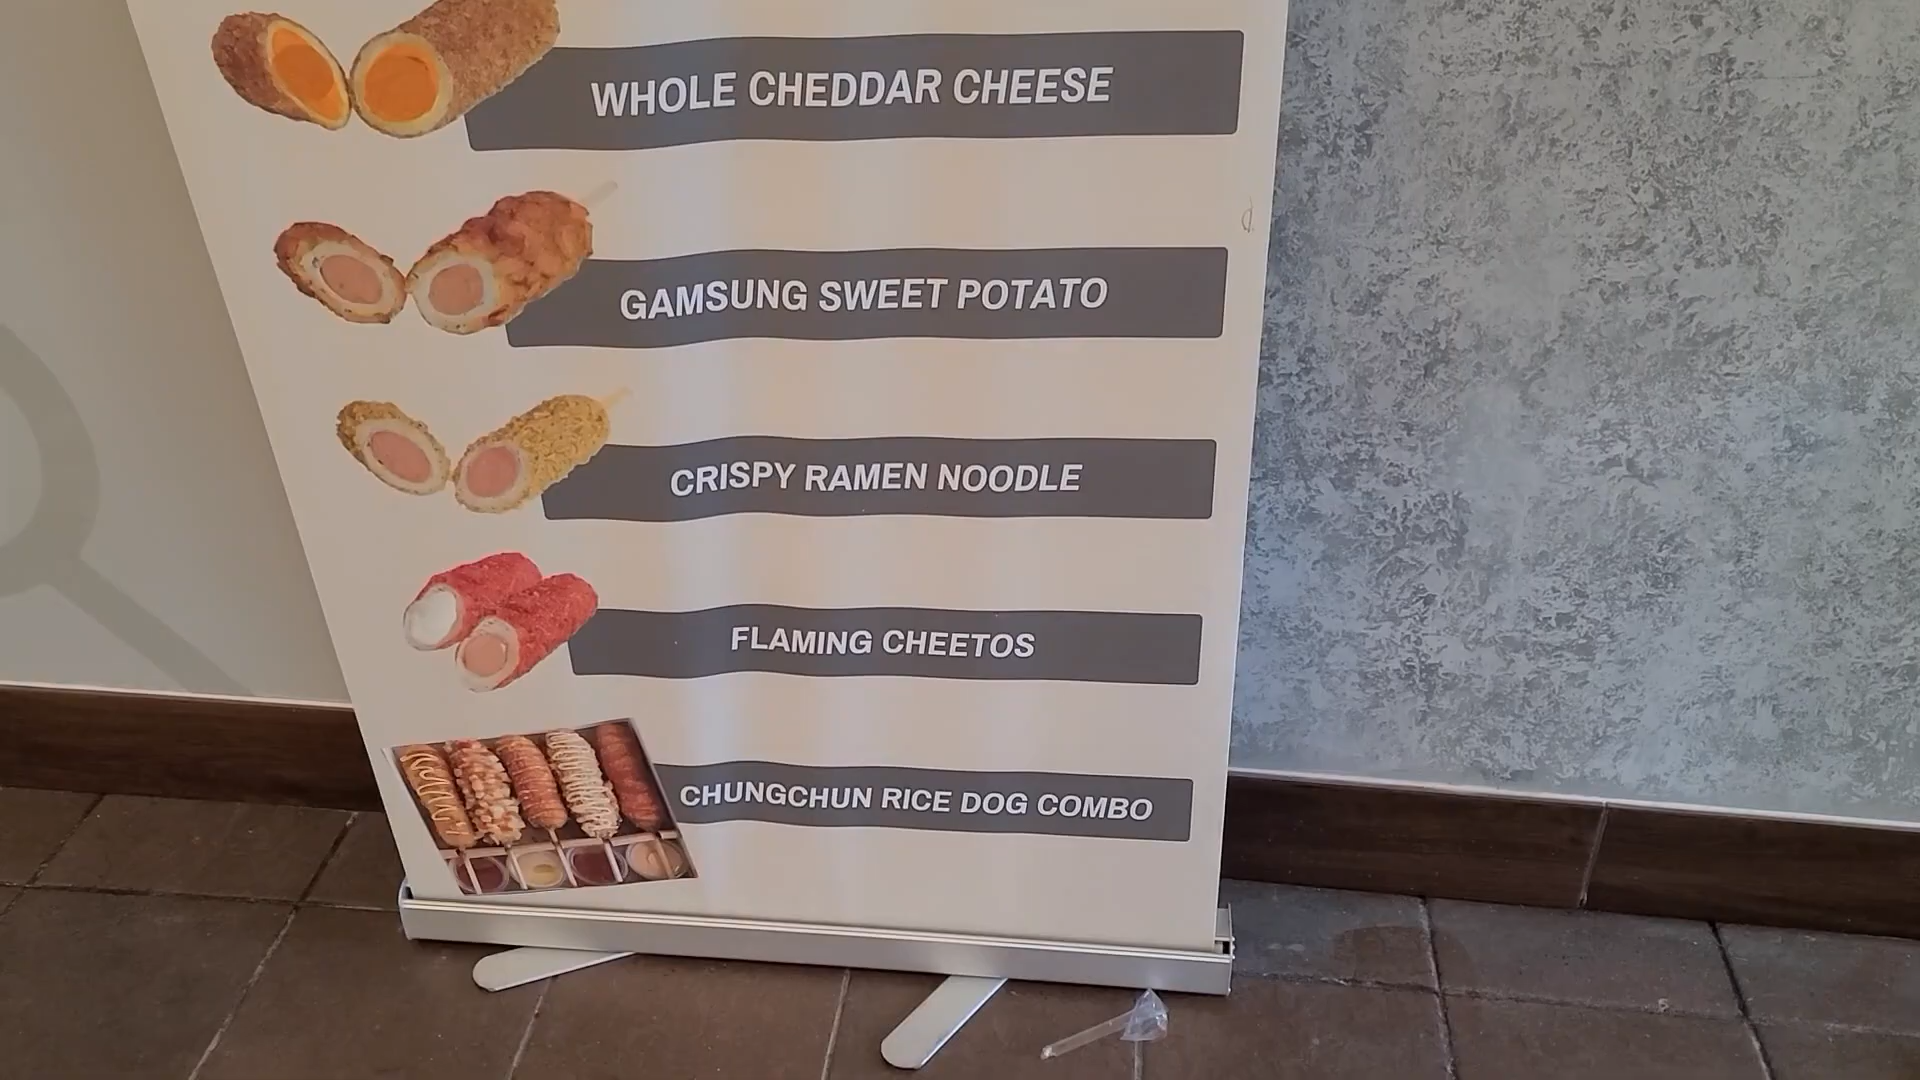 WHOLE CHEDDAR CHEESE
GAMSUNG SWEET POTATO
CRISPY RAMEN NOODLE
FLAMING CHEETOS
CHUNGCHUN RICE DOG COMBO